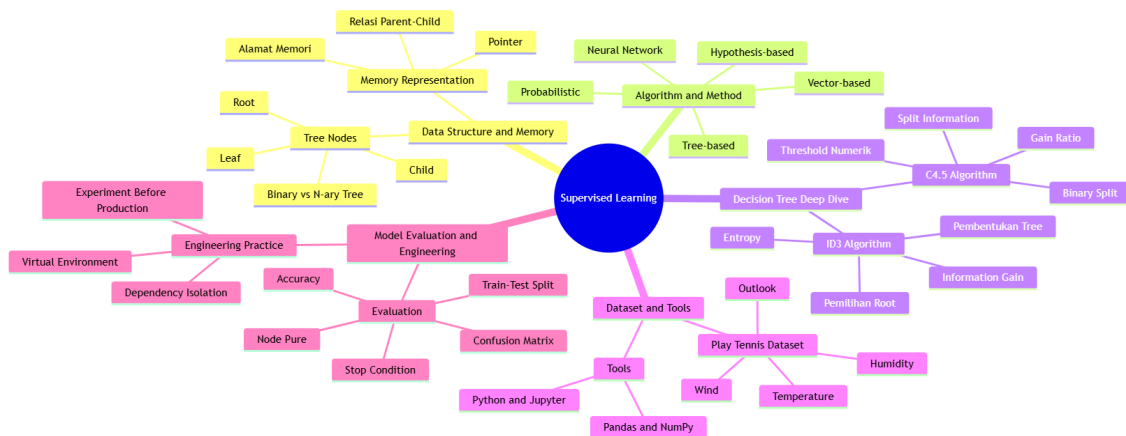 Relasi Parent-Child
Alamat Memori
Pointer
Memory Representation
Root
Tree Nodes
Data Structure and Memory
Leaf
Child
Binary vs N-ary Tree
Neural Network
Hypothesis-based
Probabilistic
Algorithm and Method
Vector-based
Tree-based
Supervised Learning
Split Information
Gain Ratio
Threshold Numerik
C4.5 Algorithm
Binary Split
Decision Tree Deep Dive
Entropy
ID3 Algorithm
Pembentukan Tree
Information Gain
Pemilihan Root
Experiment Before
Production
Engineering Practice
Model Evaluation and
Engineering
Virtual Environment
Dependency Isolation
Accuracy
Train-Test Split
Evaluation
Node Pure
Confusion Matrix
Stop Condition
Dataset and Tools
Outlook
Play Tennis Dataset
Humidity
Wind
Temperature
Tools
Python and Jupyter
Pandas and NumPy